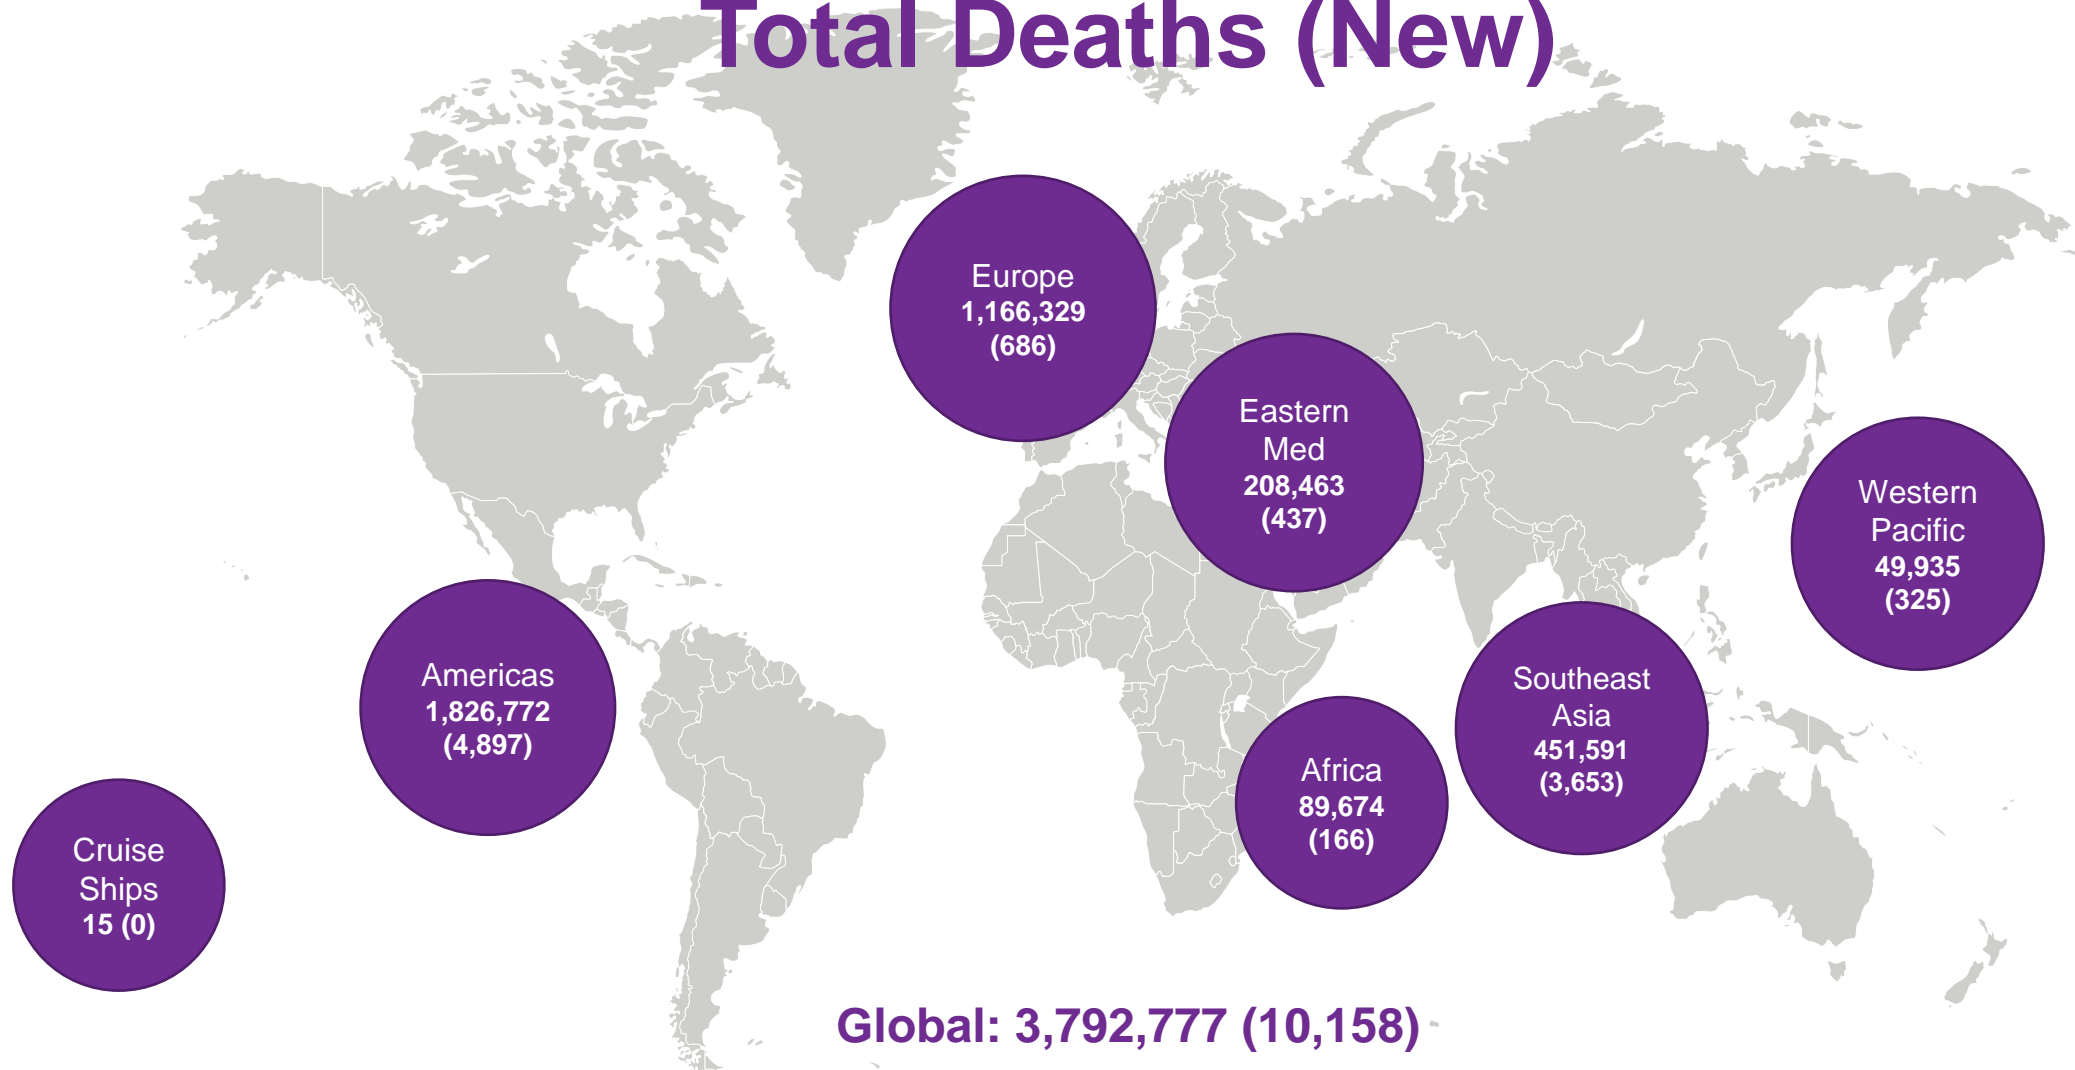 Total Deaths (New)
Europe
1,166,329
(686)
Eastern
Med
208,463
(437)
Western
Pacific
49,935
(325)
Americas
1,826,772
(4,897)
Southeast
Asia
451,591
(3,653)
Africa
89,674
(166)
Cruise
Ships
15 (0)
Global: 3,792,777 (10,158)